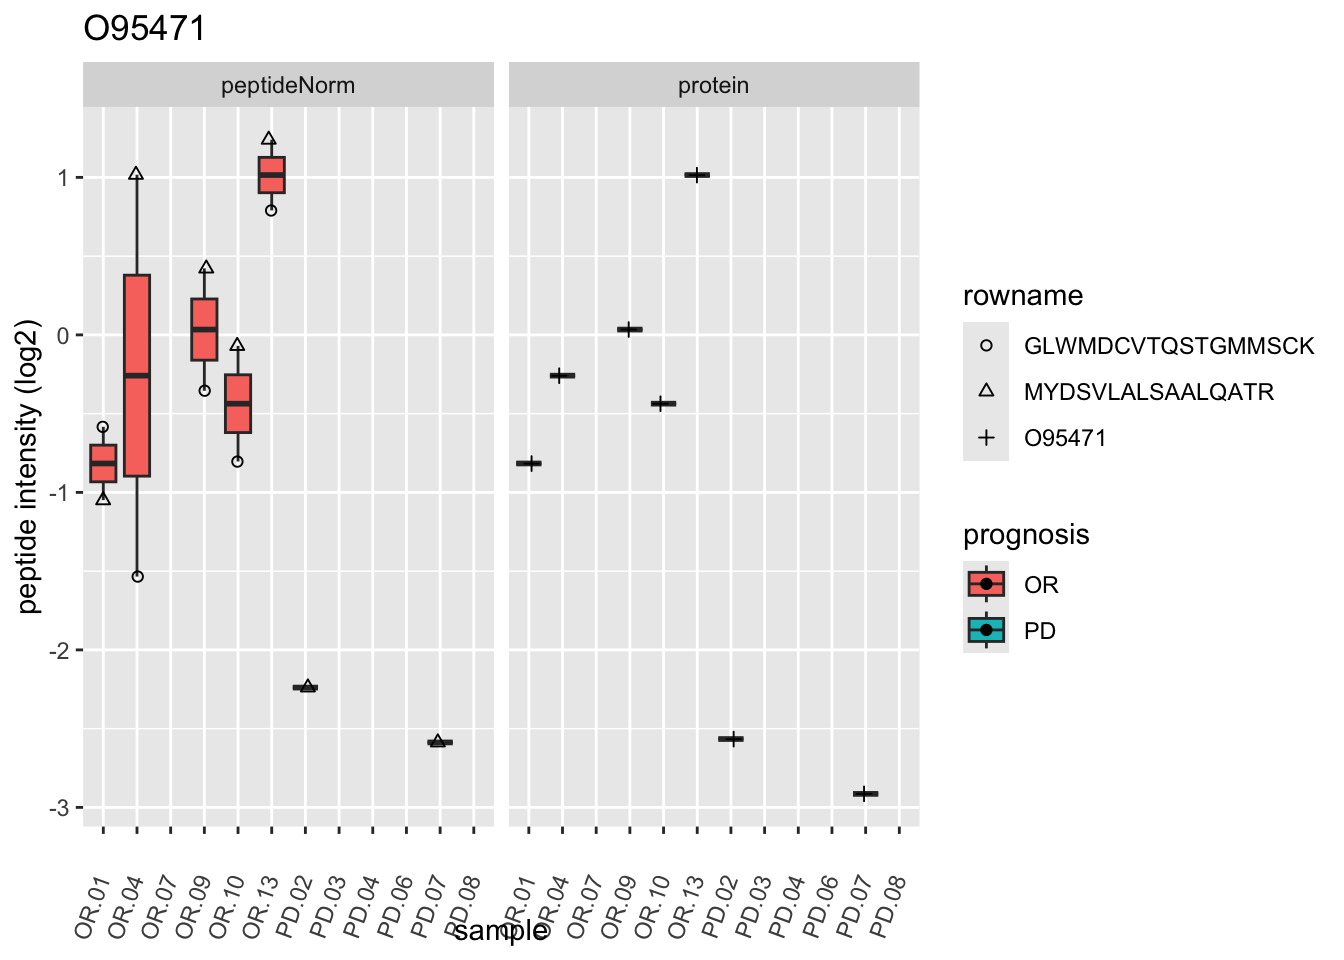 O95471
peptideNorm
protein
peptide intensity (log2)
1
0
-1
-2
-3
OR.01
OR.04
OR.07
OR.09
OR.10
OR.13
PD.02
PD.03
PD.04
PD.06
PD.07
PD.08
OR.01
OR.04
OR.07
OR.09
OR.10
OR.13
PD.02
PD.03
PD.04
PD.06
PD.07
PD.08
sample
rowname
GLWMDCVTQSTGMMSCK
MYDSVLALSAALQATR
O95471
prognosis
OR
PD